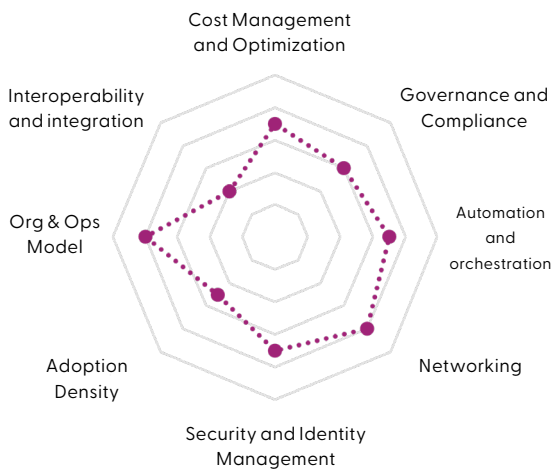 Cost Management
and Optimization
Interoperability
and integration
Governance and
Compliance
Org & Ops
Model
Automation
and
orchestration
Adoption
Density
Networking
Security and Identity
Management